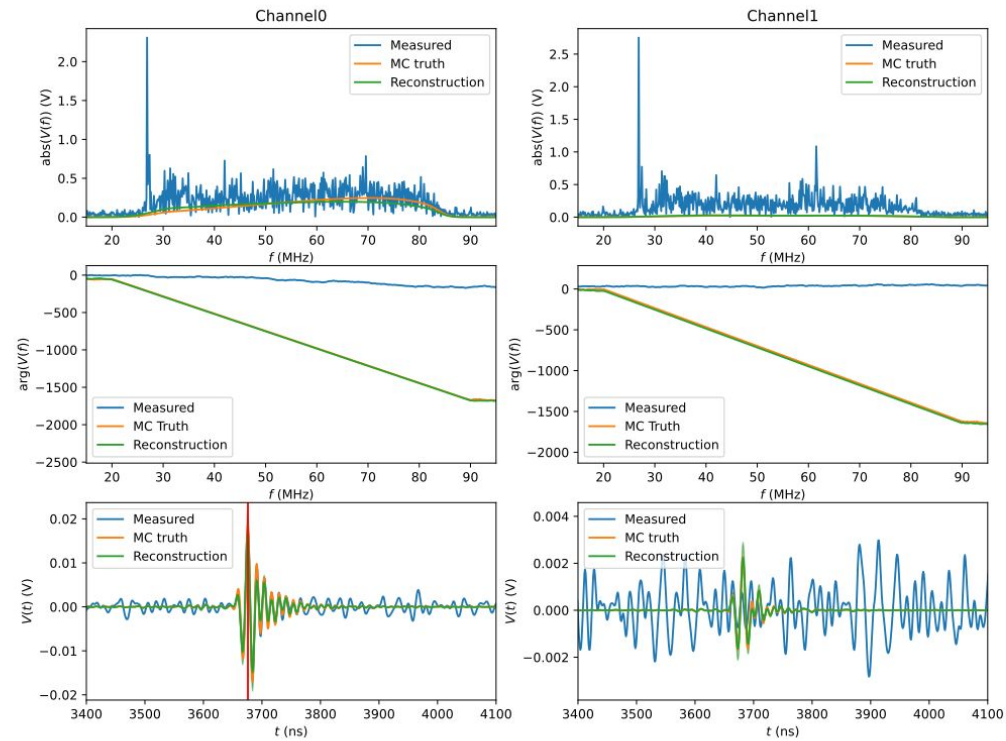 Channel0
Channel1
abs(V(f)) (V)
2.0
1.5
1.0
0.5
0.0
Measured
MC truth
Reconstruction
20 30 40 50 60 70 80 90
f (MHz)
abs(V(f)) (V)
2.5
2.0
1.5
1.0
0.5
0.0
Measured
MC truth
Reconstruction
20 30 40 50 60 70 80 90
f (MHz)
arg(V(f))
0
−500
−1000
−1500
−2000
−2500
Measured
MC Truth
Reconstruction
20 30 40 50 60 70 80 90
f (MHz)
arg(V(f))
0
−500
−1000
−1500
−2000
Measured
MC Truth
Reconstruction
20 30 40 50 60 70 80 90
f (MHz)
V(t) (V)
0.02
0.01
0.00
−0.01
−0.02
Measured
MC truth
Reconstruction
3400 3500 3600 3700 3800 3900 4000 4100
t (ns)
V(t) (V)
0.004
0.002
0.000
−0.002
Measured
MC truth
Reconstruction
3400 3500 3600 3700 3800 3900 4000 4100
t (ns)